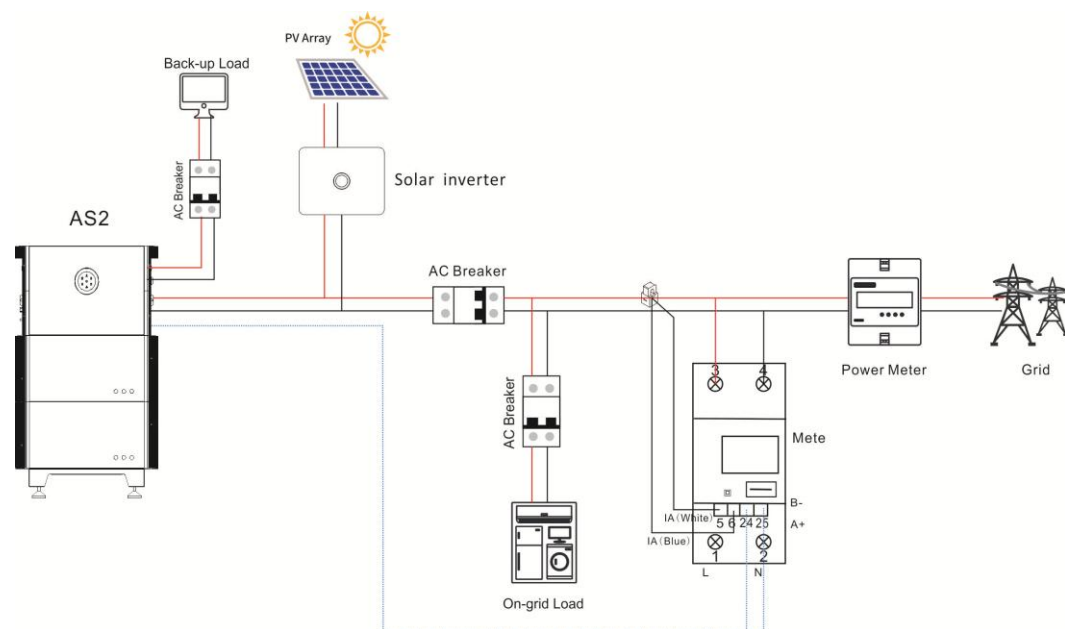 PV Array
Back-up Load
AC Breaker
Solar inverter
AS2
AC Breaker
AC Breaker
On-grid Load
Power Meter
Grid
3 4
Mete
B-
IA(White)
5 6 24 25
A+
IA(Blue)
1 2
L N